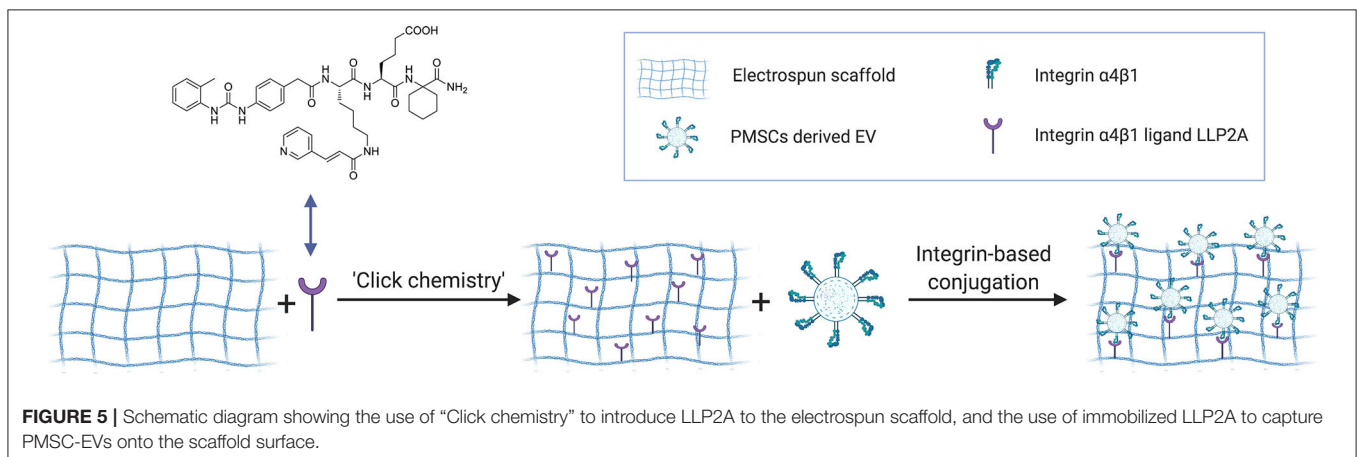 COOH
H
N
O
O
H
N
O
N
H
N
H
O
N
H
O
NH₂
N
NH
O
Electrospun scaffold
Integrin α4β1
PMSCs derived EV
Integrin α4β1 ligand LLP2A
+
'Click chemistry'
+
Integrin-based
conjugation
FIGURE 5 | Schematic diagram showing the use of “Click chemistry” to introduce LLP2A to the electrospun scaffold, and the use of immobilized LLP2A to capture
PMSC-EVs onto the scaffold surface.